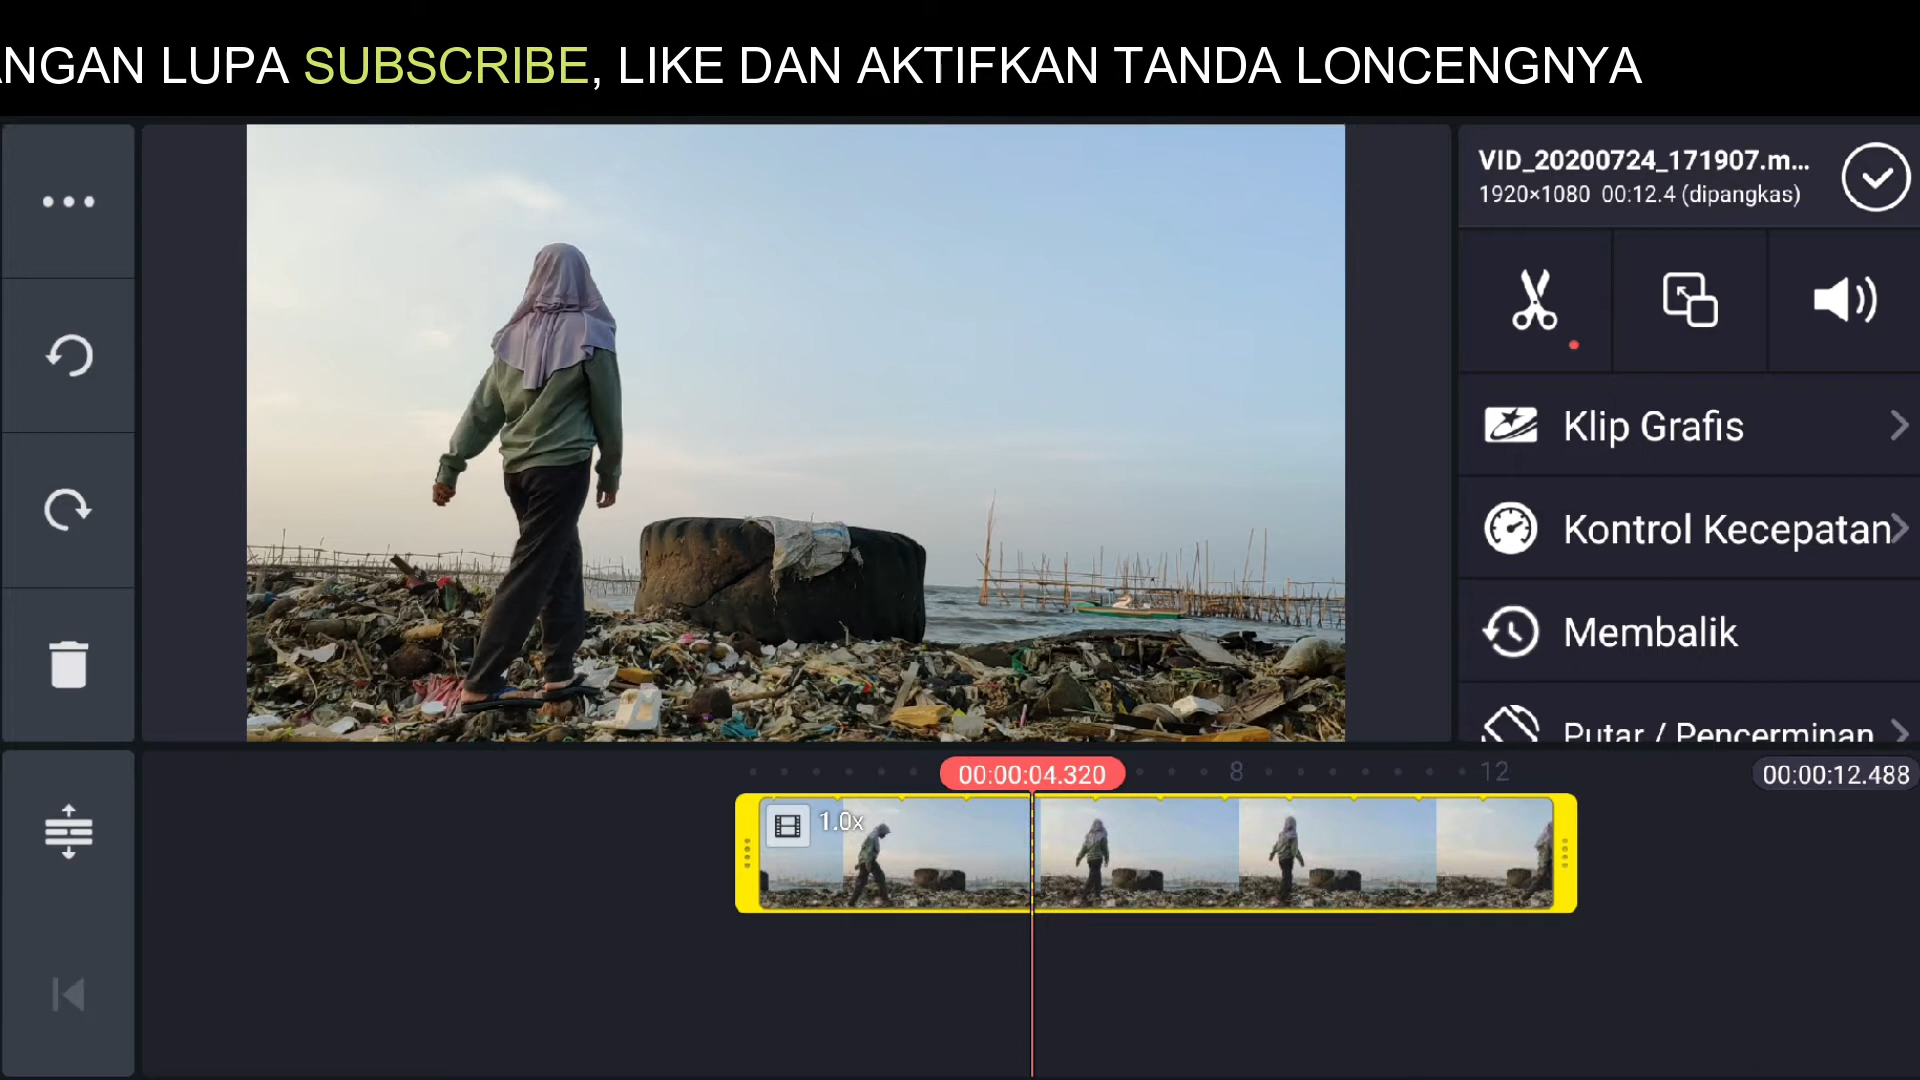 ANGAN LUPA SUBSCRIBE, LIKE DAN AKTIFKAN TANDA LONCENGNYA
VID_20200724_171907.m...
1920×1080 00:12.4 (dipangkas)
Klip Grafis
Kontrol Kecepatan
Membalik
Putar / Pencerminan
00:00:04.320
8
12
00:00:12.488
1.0x